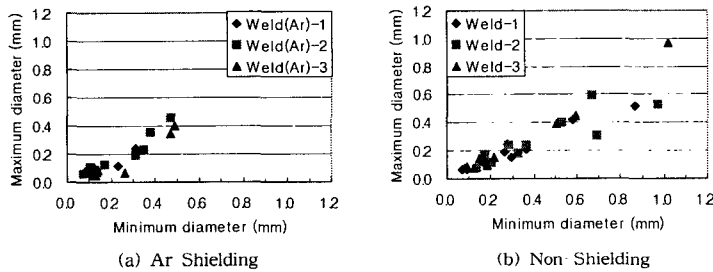 Maximum diameter (mm)
1.2
1.0
0.8
0.6
0.4
0.2
0.0
Weld(Ar)-1
Weld(Ar)-2
Weld(Ar)-3
0.0 0.2 0.4 0.6 0.8 1.0 1.2
Minimum diameter (mm)
(a) Ar Shielding
Maximum diameter (mm)
1.2
1.0
0.8
0.6
0.4
0.2
0.0
Weld-1
Weld-2
Weld-3
0.0 0.2 0.4 0.6 0.8 1.0 1.2
Minimum diameter (mm)
(b) Non-Shielding